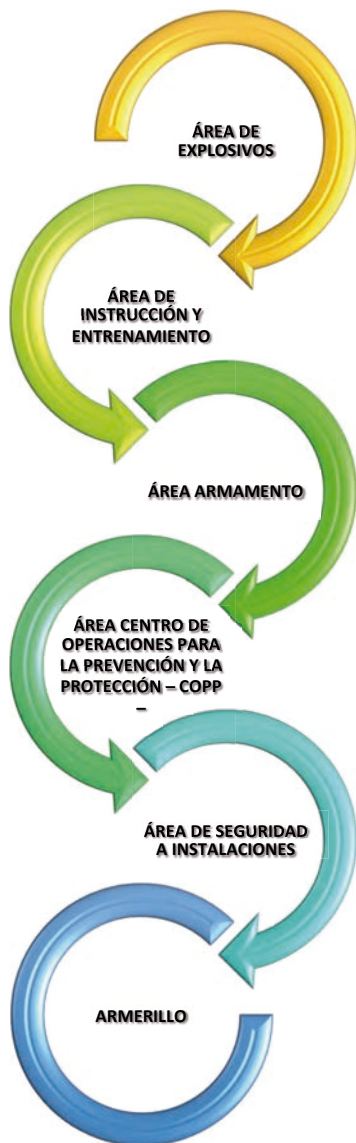 ÁREA DE
EXPLOSIVOS
ÁREA DE
INSTRUCCIÓN Y
ENTRENAMIENTO
ÁREA ARMAMENTO
ÁREA CENTRO DE
OPERACIONES PARA
LA PREVENCIÓN Y LA
PROTECCIÓN – COPP
–
ÁREA DE SEGURIDAD
A INSTALACIONES
ARMERILLO